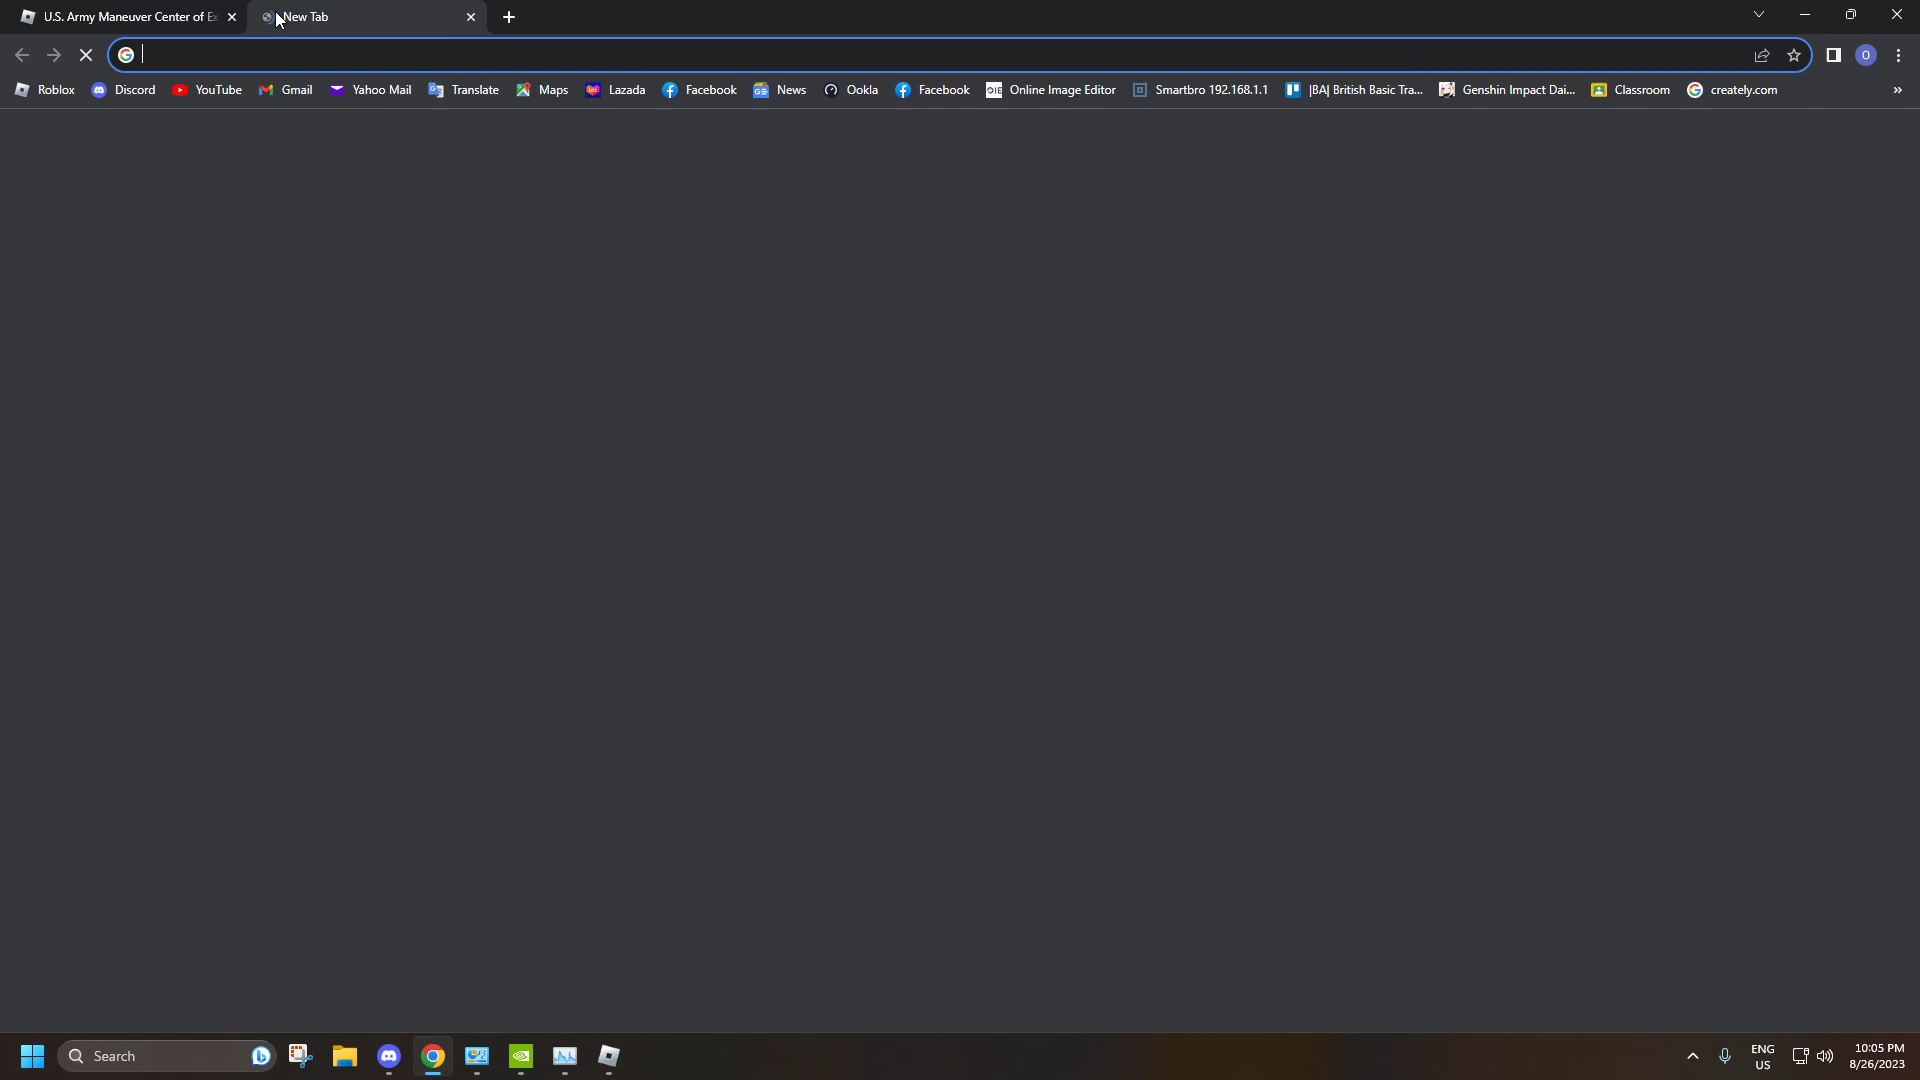 U.S. Army Maneuver Center of Ex
New Tab
O
Roblox Discord YouTube Gmail Yahoo Mail Translate Maps Lazada Facebook News Ookla Facebook Online Image Editor Smartbro 192.168.1.1 |BA| British Basic Tra... Genshin Impact Dai... Classroom creately.com »
Search
ENG
US
10:05 PM
8/26/2023